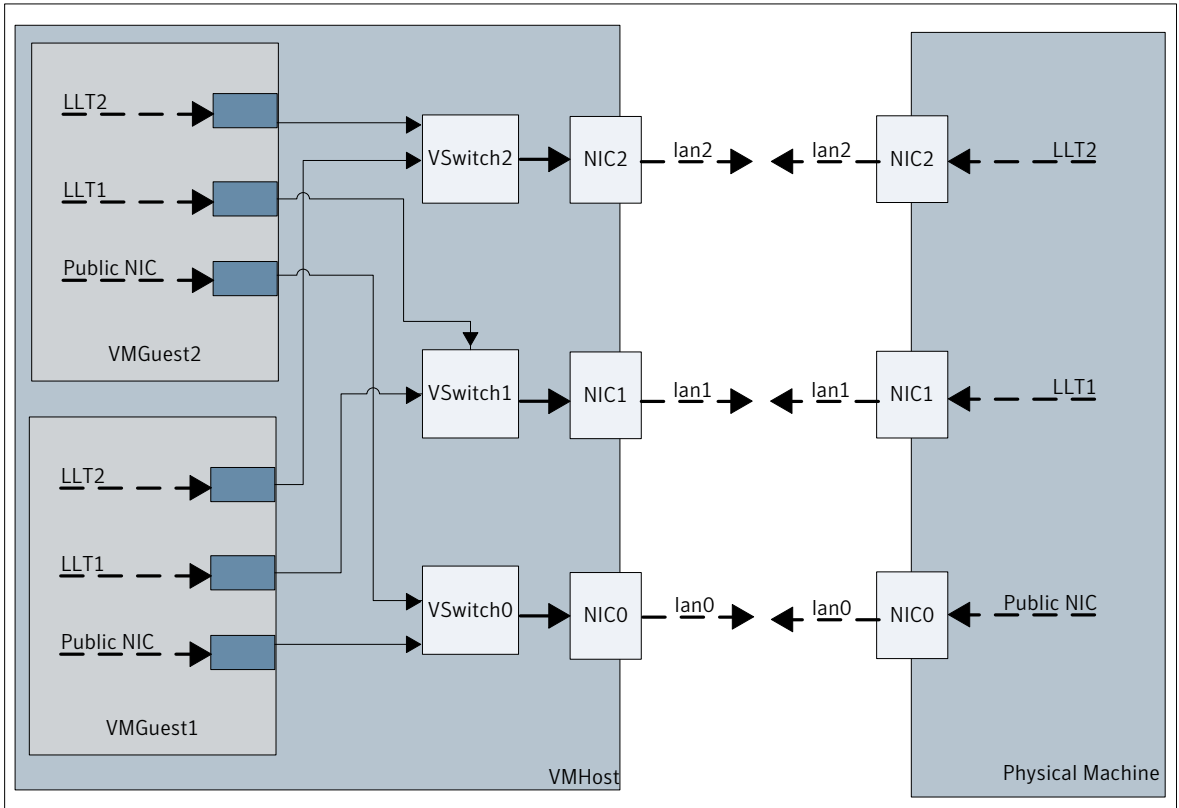 LLT2
LLT1
Public NIC
VMGuest2
LLT2
LLT1
Public NIC
VMGuest1
VSwitch2
VSwitch1
VSwitch0
NIC2
NIC1
NIC0
VMHost
lan2
lan2
lan1
lan1
lan0
lan0
NIC2
NIC1
NIC0
LLT2
LLT1
Public NIC
Physical Machine